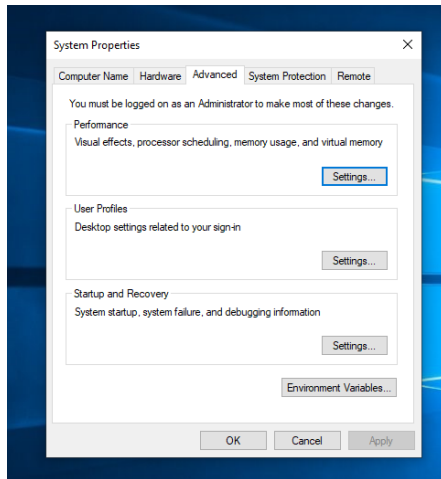 System Properties
Computer Name Hardware Advanced System Protection Remote
You must be logged on as an Administrator to make most of these changes.
Performance
Visual effects, processor scheduling, memory usage, and virtual memory
Settings...
User Profiles
Desktop settings related to your sign-in
Settings...
Startup and Recovery
System startup, system failure, and debugging information
Settings...
Environment Variables...
OK Cancel Apply